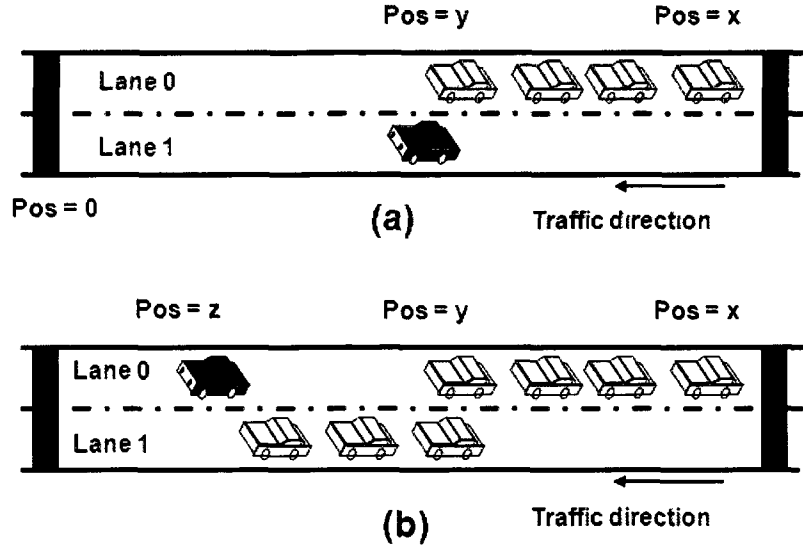 Pos = y Pos = x
Lane 0
Lane 1
Pos = 0
(a) Traffic direction
Pos = z Pos = y Pos = x
Lane 0
Lane 1
Traffic direction
(b)